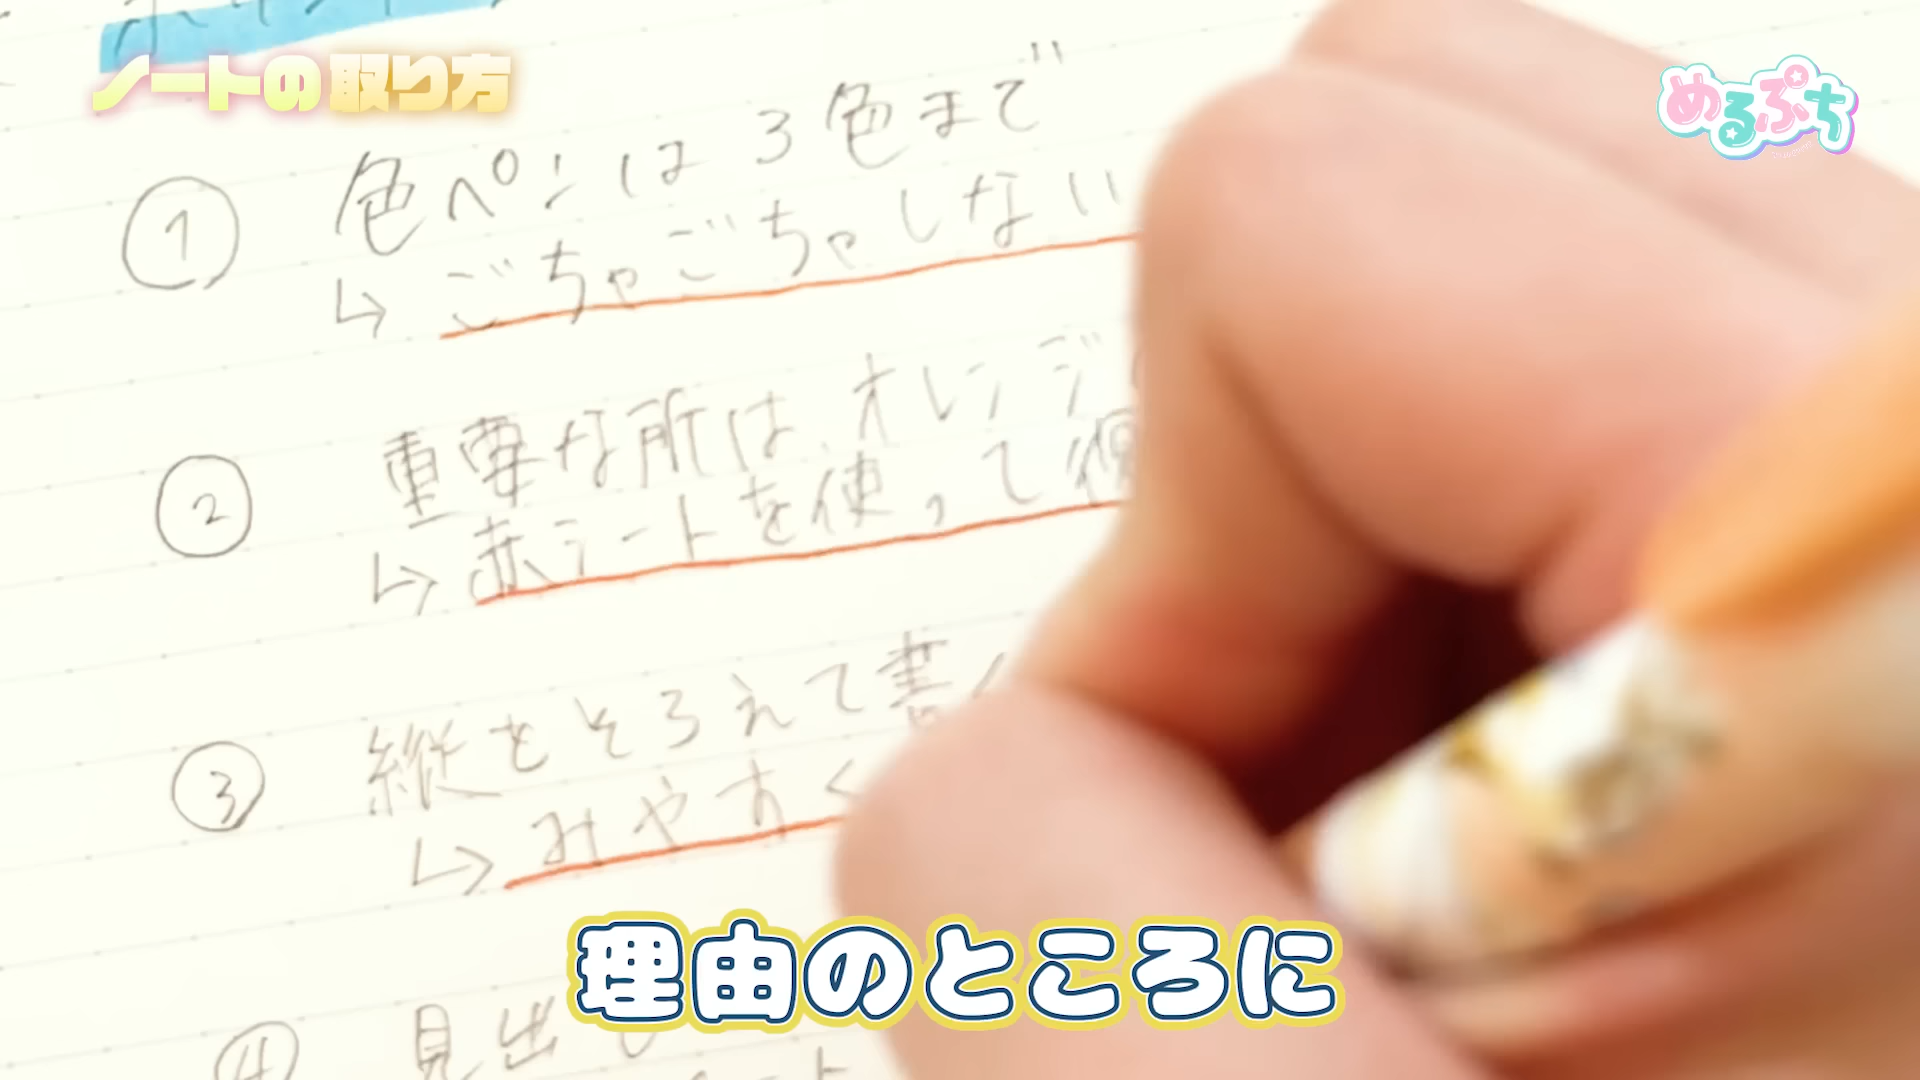 ノートの取り方
めるぷち
① 色ペンは3色まで
↳ ごちゃごちゃしない
② 重要な所はオレンジ
↳ 赤シートを使って
③ 縦をそろえて書く
↳ みやすく
④ 見出し
理由のところに